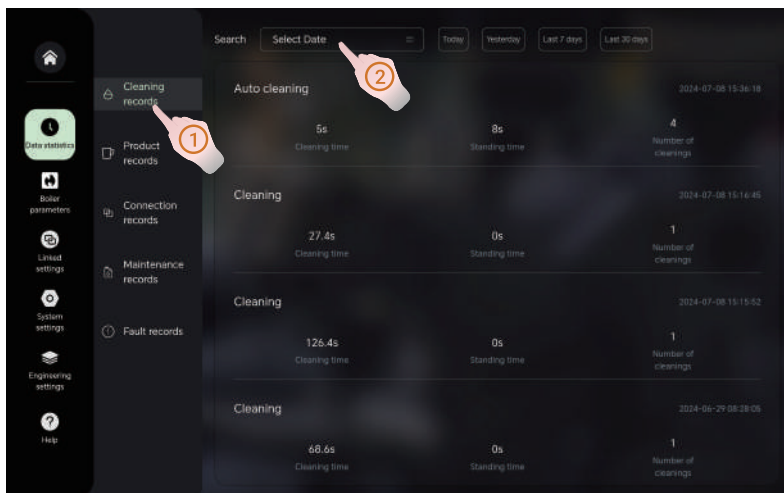 Search
Select Date
Today
Yesterday
Last 7 days
Last 30 days
2
Data statistics
Boiler
parameters
Linked
settings
System
settings
Engineering
settings
?
Help
Cleaning
records
1
Product
records
Connection
records
Maintenance
records
Fault records
Auto cleaning
2024-07-08 15:36:18
5s
Cleaning time
8s
Standing time
4
Number of
cleanings
Cleaning
2024-07-08 15:16:45
27.4s
Cleaning time
0s
Standing time
1
Number of
cleanings
Cleaning
2024-07-08 15:15:52
126.4s
Cleaning time
0s
Standing time
1
Number of
cleanings
Cleaning
2024-06-29 08:28:05
68.6s
Cleaning time
0s
Standing time
1
Number of
cleanings